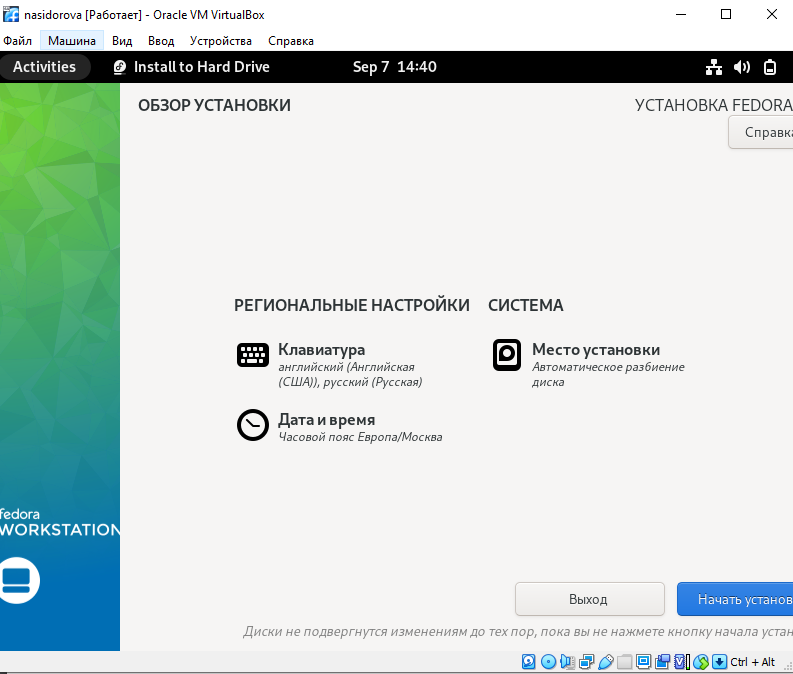 nasidorova [Работает] - Oracle VM VirtualBox
Файл Машина Вид Ввод Устройства Справка
Activities Install to Hard Drive Sep 7 14:40
ОБЗОР УСТАНОВКИ УСТАНОВКА FEDORA
Справка
РЕГИОНАЛЬНЫЕ НАСТРОЙКИ СИСТЕМА
Клавиатура
английский (Английская
(США)), русский (Русская)
Место установки
Автоматическое разбиение
диска
Дата и время
Часовой пояс Европа/Москва
fedora
WORKSTATION
Выход Начать установ
Диски не подвергнутся изменениям до тех пор, пока вы не нажмете кнопку начала устан
Ctrl + Alt